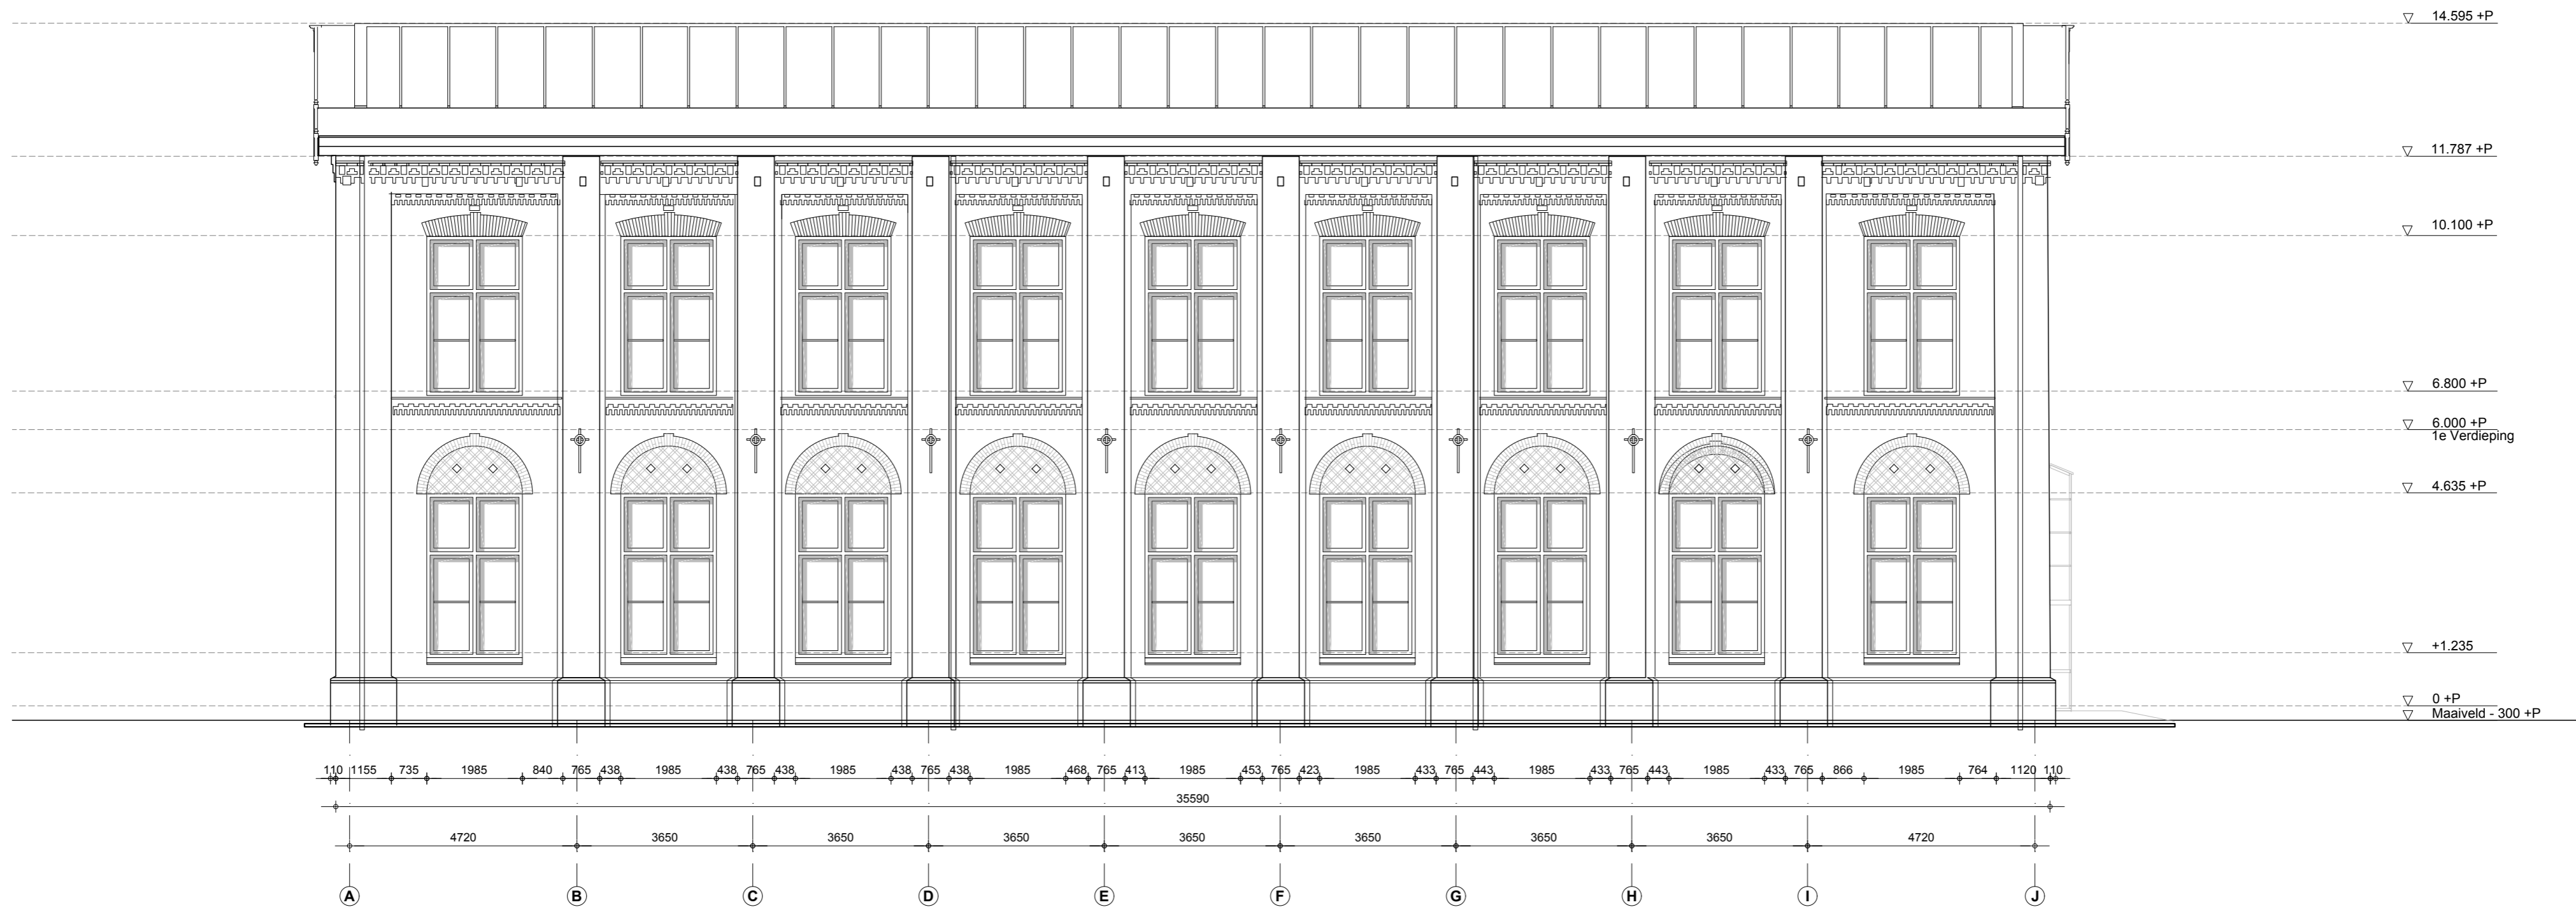 14.595 +P
11.787 +P
10.100 +P
6.800 +P
6.000 +P
1e Verdieping
4.635 +P
+1.235
0 +P
Maaiveld - 300 +P
110 1155 735 1985 840 765 438 1985 438 765 438 1985 438 765 438 1985 468 765 413 1985 453 765 423 1985 433 765 443 1985 433 765 443 1985 433 765 866 1985 764 1120 110
35590
4720 3650 3650 3650 3650 3650 3650 3650 4720
A B C D E F G H I J